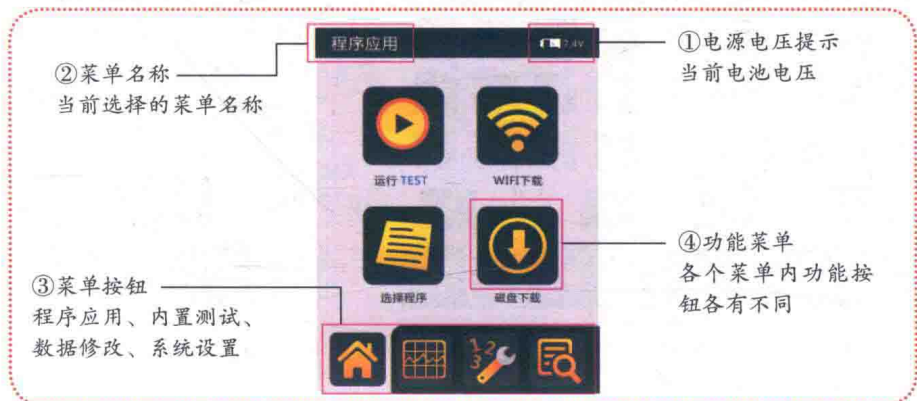 程序应用
7.4V
①电源电压提示
当前电池电压
②菜单名称
当前选择的菜单名称
运行 TEST
WIFI下载
选择程序
磁盘下载
④功能菜单
各个菜单内功能按
钮各有不同
③菜单按钮
程序应用、内置测试、
数据修改、系统设置
1 2
3